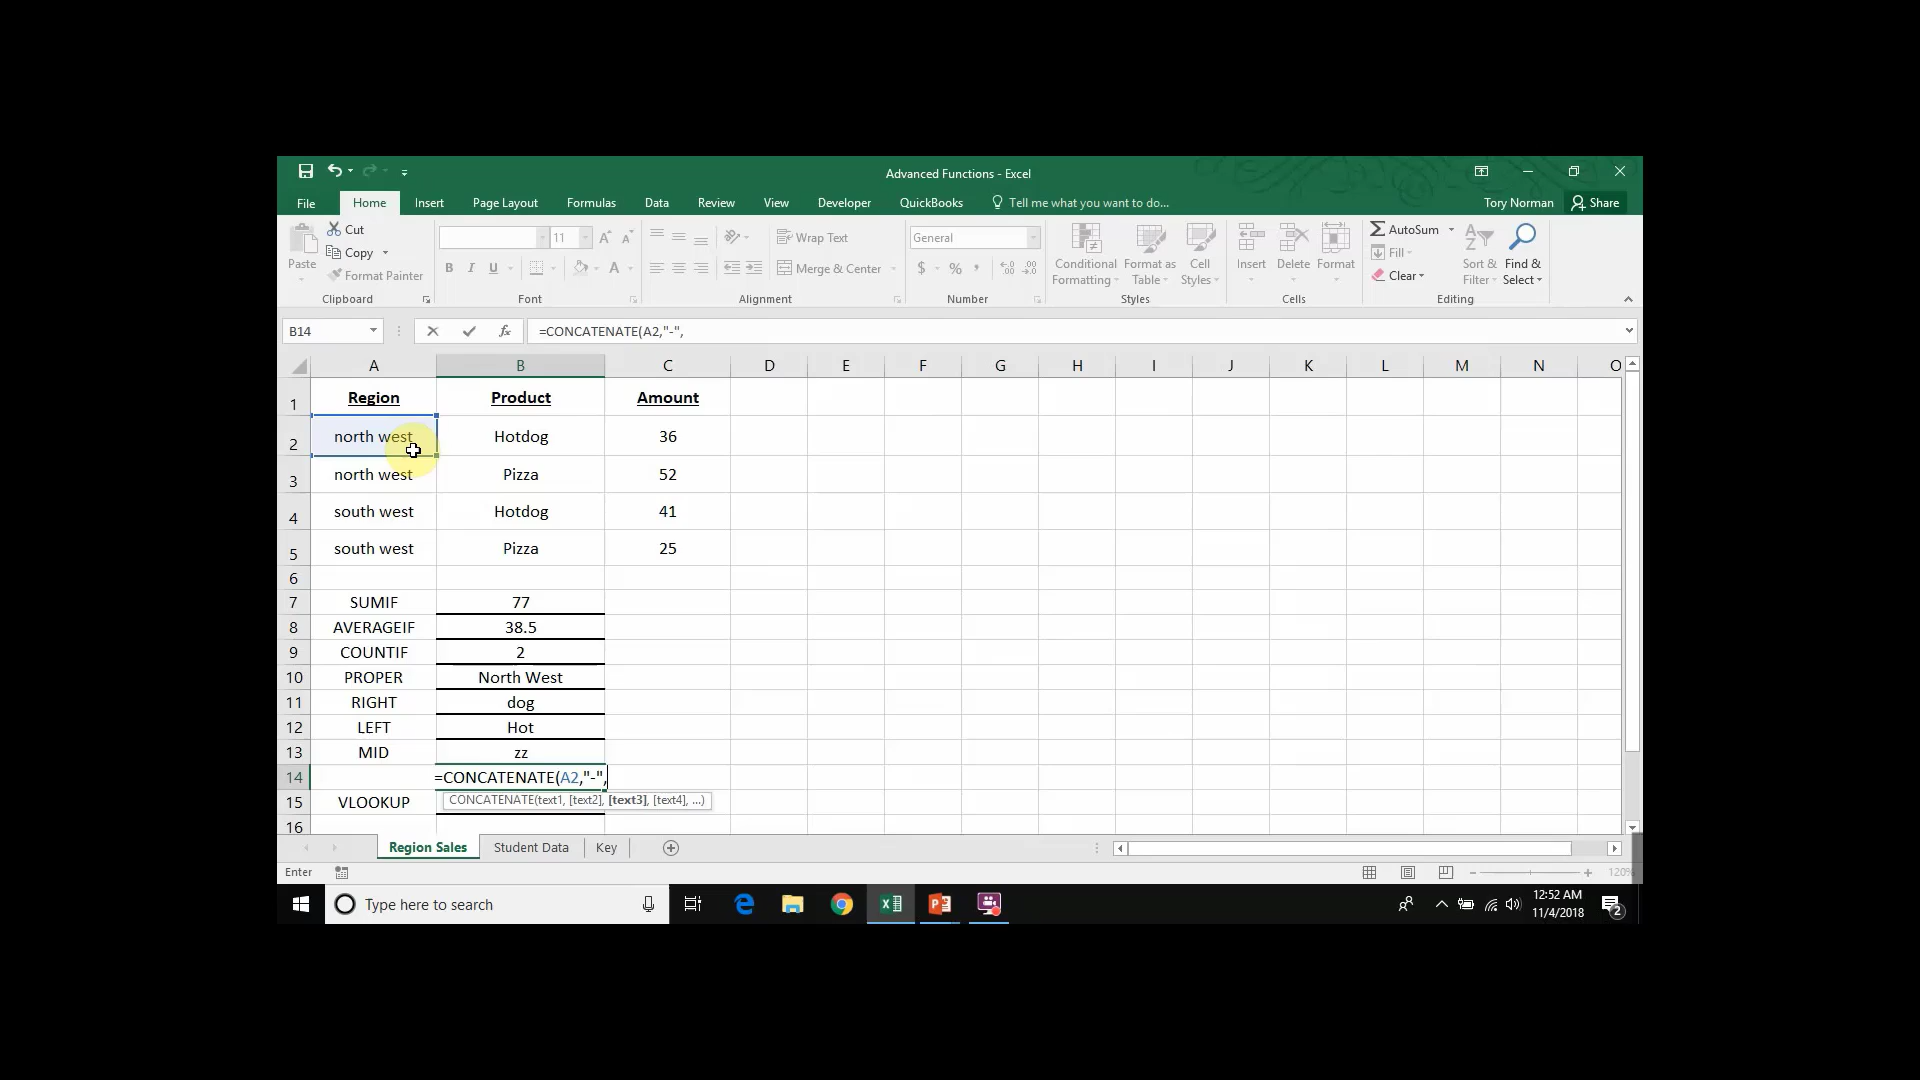 Advanced Functions - Excel
File Home Insert Page Layout Formulas Data Review View Developer QuickBooks Tell me what you want to do... Tory Norman Share
Paste
Cut
Copy
Format Painter
Clipboard
11
A A
B I U A
Font
Wrap Text
Merge & Center
Alignment
General
$ % ,
Number
Conditional Formatting
Format as Table
Cell Styles
Styles
Insert Delete Format
Cells
AutoSum
Fill
Clear
Sort & Filter
Find & Select
Editing
B14 fx =CONCATENATE(A2,"-",
A B C D E F G H I J K L M N O
1 Region Product Amount
2 north west Hotdog 36
3 north west Pizza 52
4 south west Hotdog 41
5 south west Pizza 25
6
7 SUMIF 77
8 AVERAGEIF 38.5
9 COUNTIF 2
10 PROPER North West
11 RIGHT dog
12 LEFT Hot
13 MID zz
14 =CONCATENATE(A2,"-",
15 VLOOKUP CONCATENATE(text1, [text2], [text3], [text4], ...)
16
Region Sales Student Data Key
Enter 120%
Type here to search
12:52 AM
11/4/2018
2